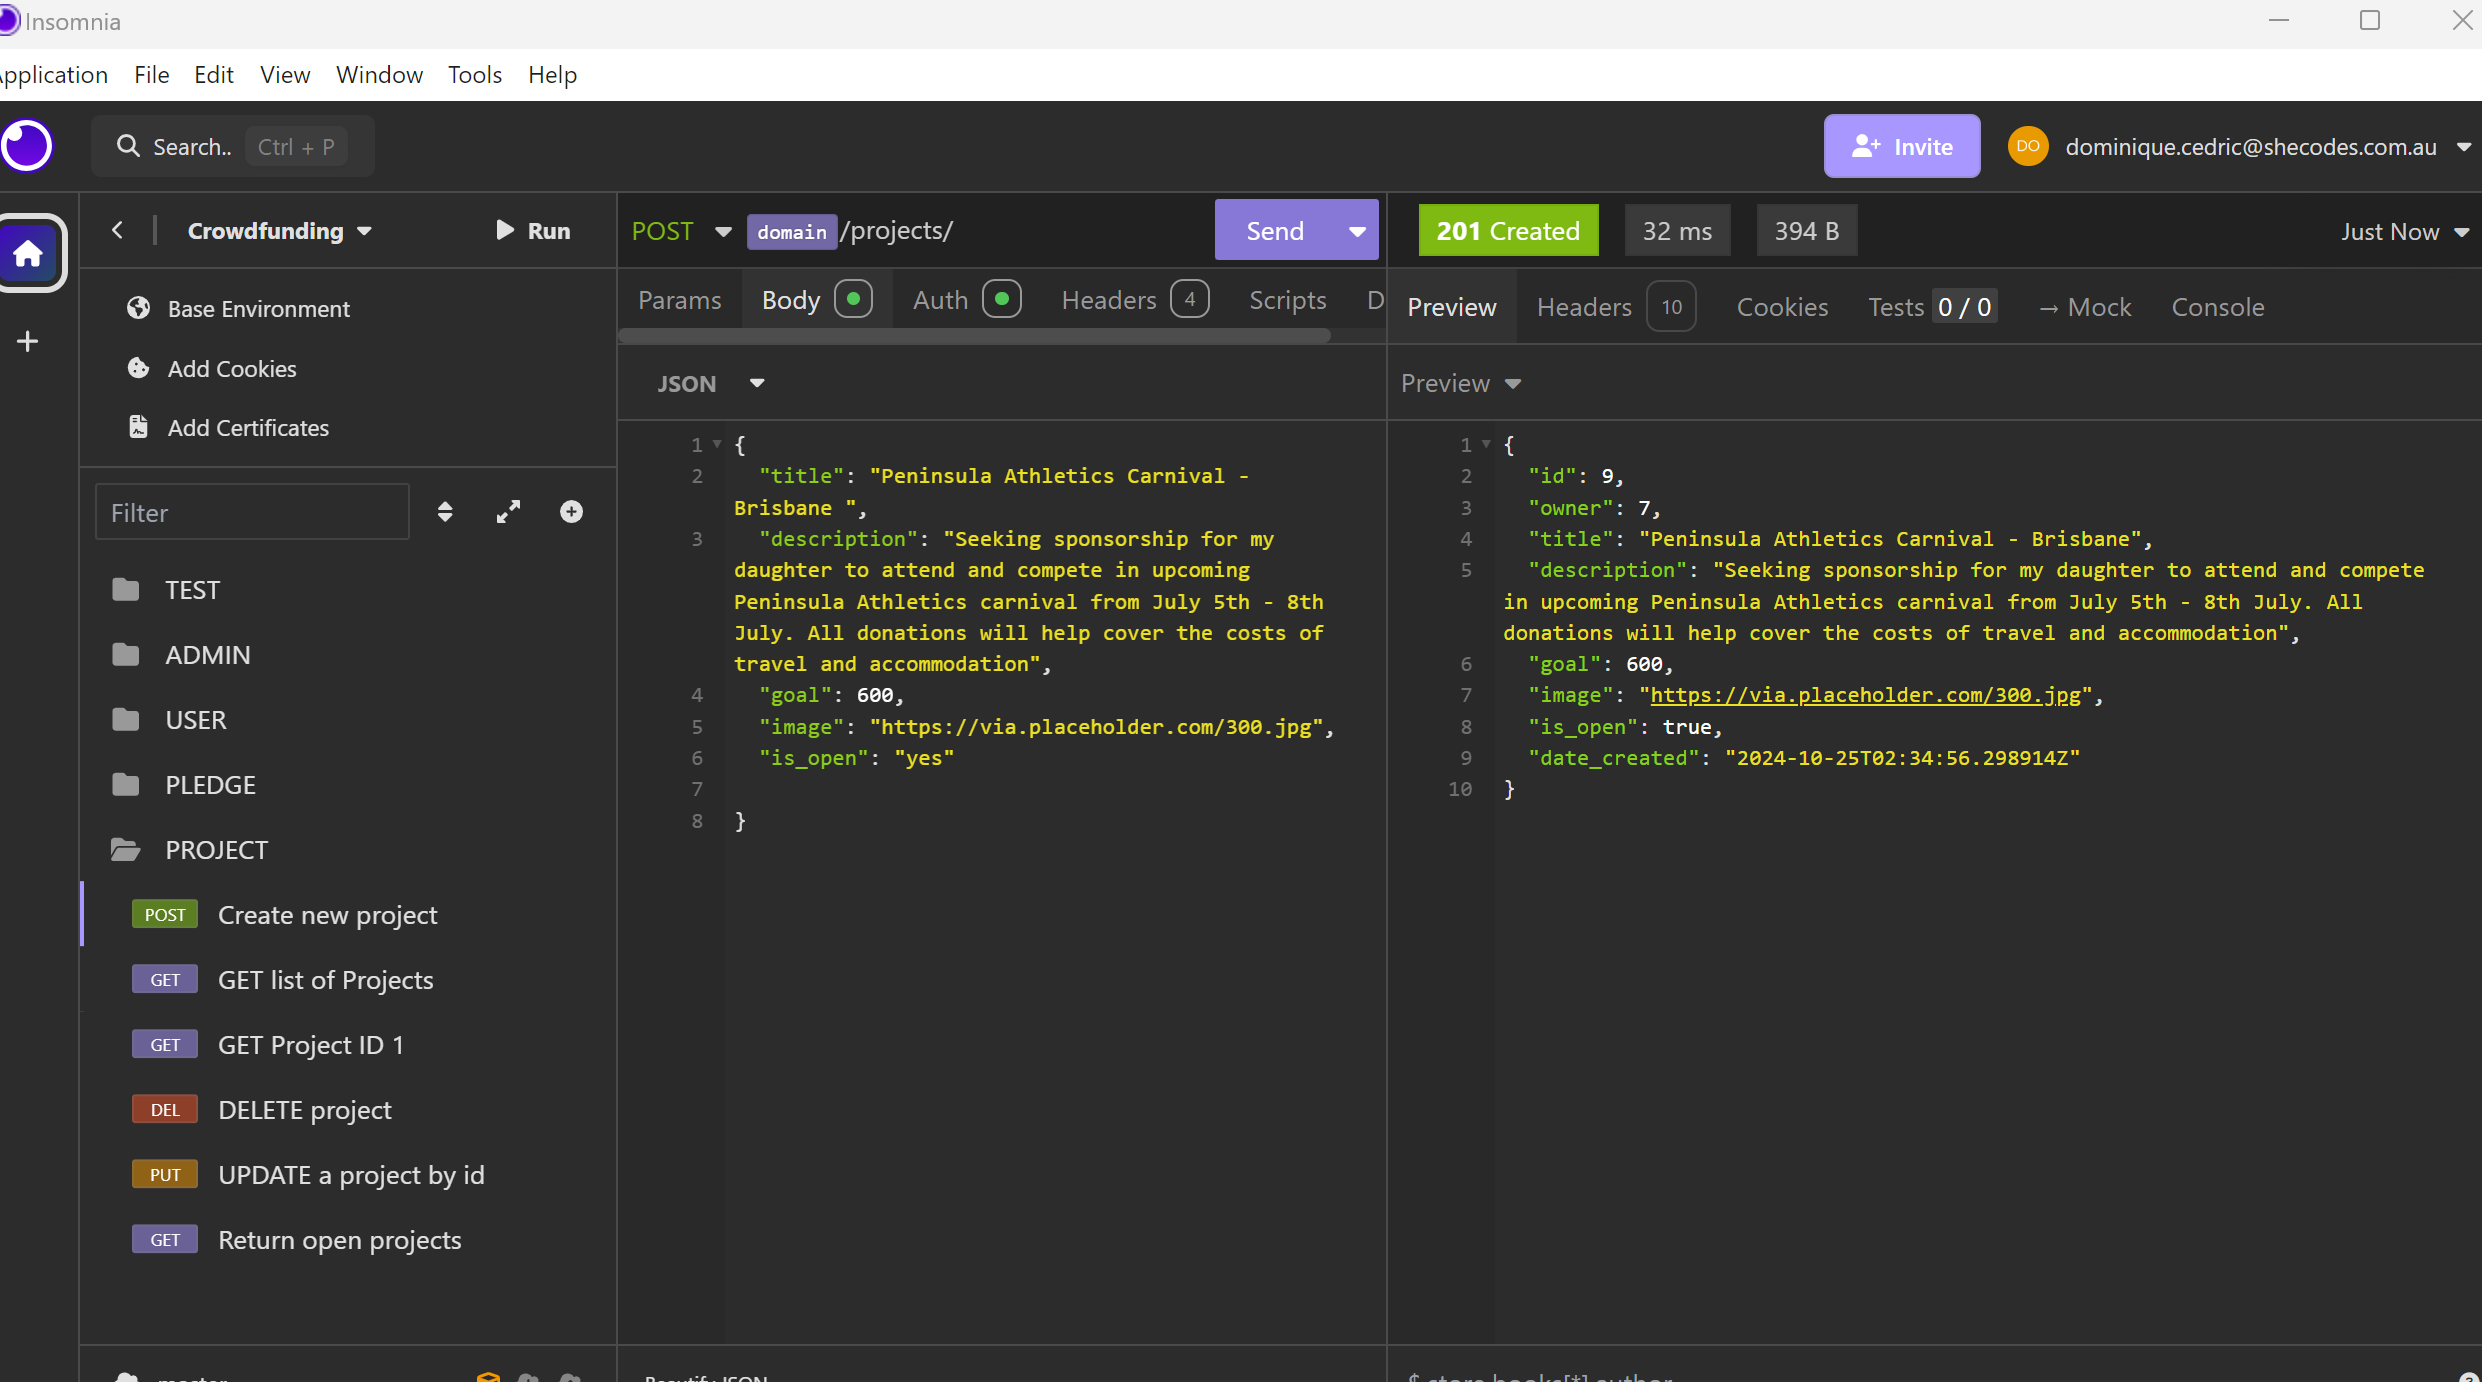 Insomnia
pplication File Edit View Window Tools Help
Search.. Ctrl + P
Invite
DO dominique.cedric@shecodes.com.au
Crowdfunding
Run
Base Environment
Add Cookies
Add Certificates
Filter
TEST
ADMIN
USER
PLEDGE
PROJECT
POST Create new project
GET GET list of Projects
GET GET Project ID 1
DEL DELETE project
PUT UPDATE a project by id
GET Return open projects
master
POST domain /projects/ Send
Params Body Auth Headers 4 Scripts D
JSON
1 {
2 "title": "Peninsula Athletics Carnival -
Brisbane ",
3 "description": "Seeking sponsorship for my
daughter to attend and compete in upcoming
Peninsula Athletics carnival from July 5th - 8th
July. All donations will help cover the costs of
travel and accommodation",
4 "goal": 600,
5 "image": "https://via.placeholder.com/300.jpg",
6 "is_open": "yes"
7
8 }
Beautify JSON
201 Created 32 ms 394 B Just Now
Preview Headers 10 Cookies Tests 0 / 0 → Mock Console
Preview
1 {
2 "id": 9,
3 "owner": 7,
4 "title": "Peninsula Athletics Carnival - Brisbane",
5 "description": "Seeking sponsorship for my daughter to attend and compete
in upcoming Peninsula Athletics carnival from July 5th - 8th July. All
donations will help cover the costs of travel and accommodation",
6 "goal": 600,
7 "image": "https://via.placeholder.com/300.jpg",
8 "is_open": true,
9 "date_created": "2024-10-25T02:34:56.298914Z"
10 }
$.store.books[*].author